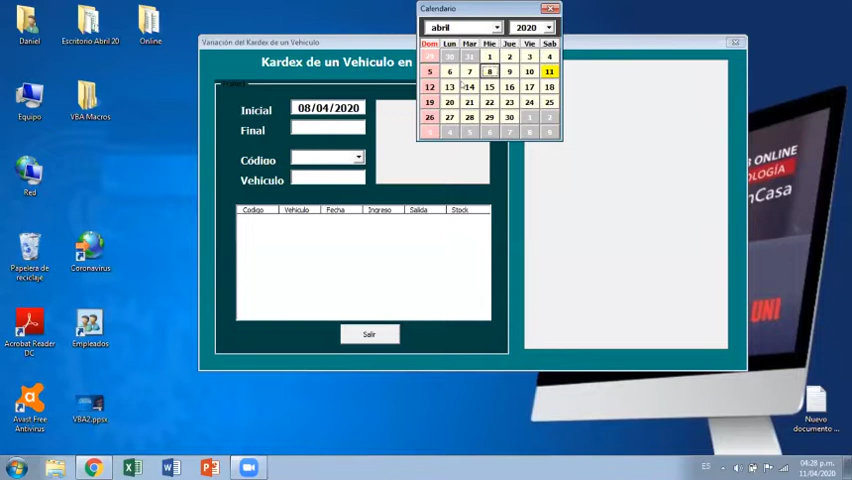 Calendario
abril 2020
Dom Lun Mar Mie Jue Vie Sab
29 30 31 1 2 3 4
5 6 7 8 9 10 11
12 13 14 15 16 17 18
19 20 21 22 23 24 25
26 27 28 29 30 1 2
3 4 5 6 7 8 9
Variación del Kardex de un Vehiculo
Kardex de un Vehiculo en
Inicial 08/04/2020
Final
Código
Vehiculo
Codigo Vehiculo Fecha Ingreso Salida Stock
Salir
Daniel
Escritorio Abril 20
Online
Equipo
VBA Macros
Red
Papelera de reciclaje
Coronavirus
Acrobat Reader DC
Empleados
Avast Free Antivirus
VBA2.ppsx
B ONLINE
OLOGÍA
nCasa
UNI
Nuevo documento ...
ES
04:28 p.m.
11/04/2020